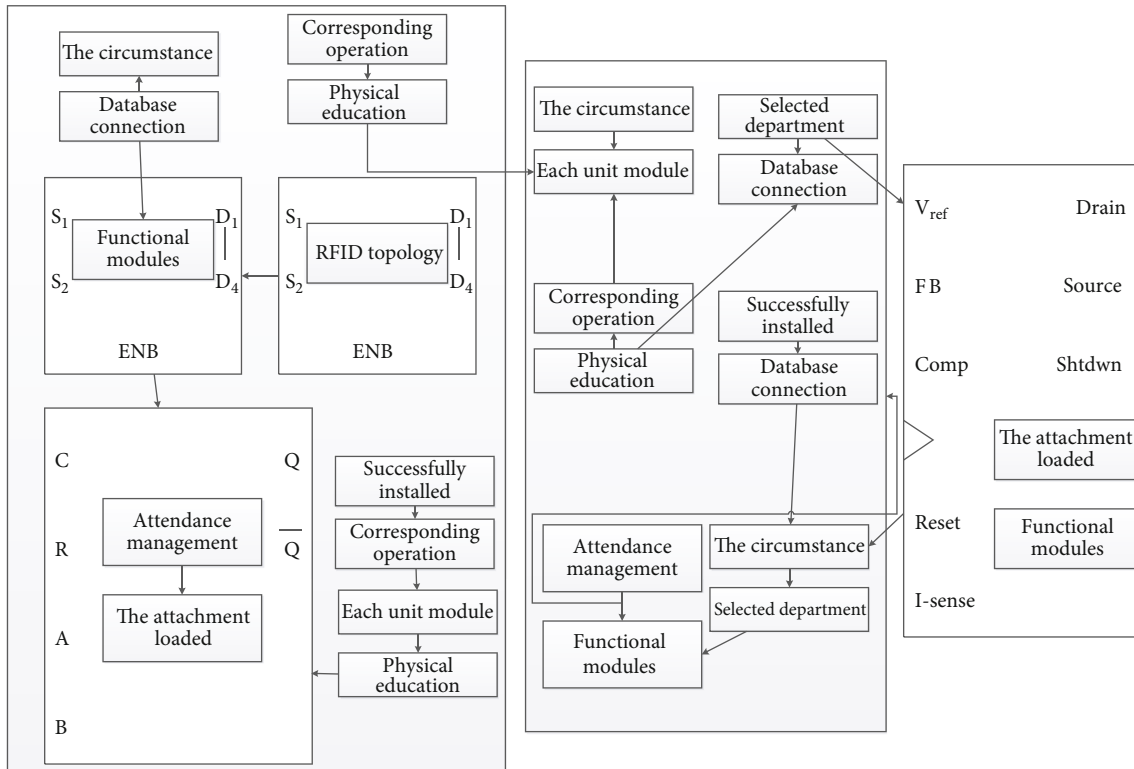 The circumstance
Database
connection
Corresponding
operation
Physical
education
S1
D1
Functional
modules
S2
D4
ENB
S1
D1
RFID topology
S2
D4
ENB
C
Q
R
Q
A
B
Attendance
management
The attachment
loaded
Successfully
installed
Corresponding
operation
Each unit module
Physical
education
The circumstance
Each unit module
Selected
department
Database
connection
Corresponding
operation
Physical
education
Successfully
installed
Database
connection
Attendance
management
The circumstance
Selected department
Functional
modules
Vref
Drain
FB
Source
Comp
Shtdwn
The attachment
loaded
Reset
Functional
modules
I-sense